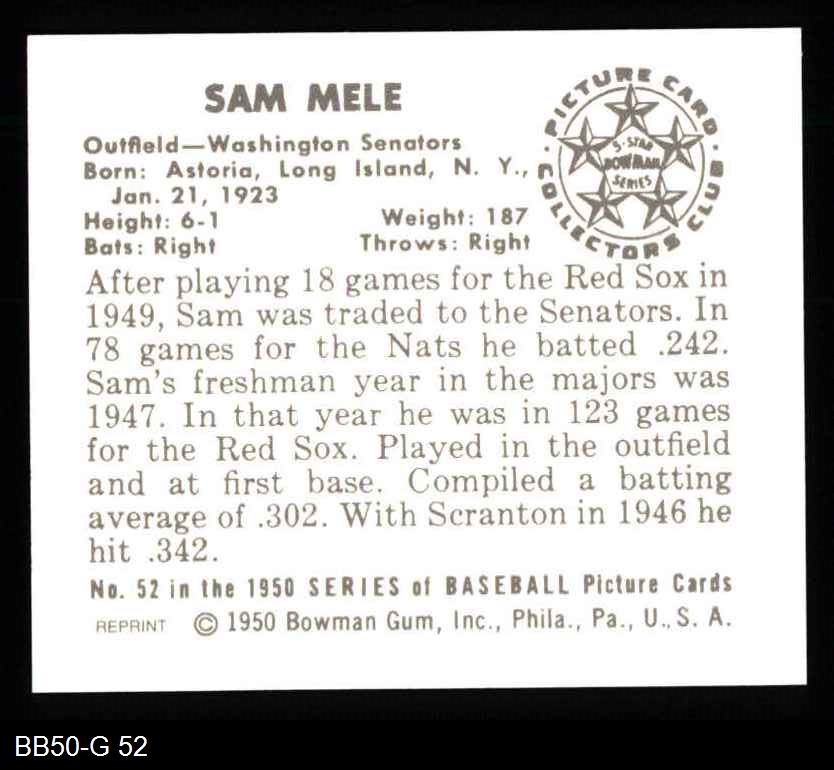 SAM MELE
Outfield—Washington Senators
Born: Astoria, Long Island, N. Y.,
Jan. 21, 1923
Height: 6-1 Weight: 187
Bats: Right Throws: Right
PICTURE CARD
COLLECTORS CLUB
5-STAR
BOWMAN
SERIES
After playing 18 games for the Red Sox in
1949, Sam was traded to the Senators. In
78 games for the Nats he batted .242.
Sam's freshman year in the majors was
1947. In that year he was in 123 games
for the Red Sox. Played in the outfield
and at first base. Compiled a batting
average of .302. With Scranton in 1946 he
hit .342.
No. 52 in the 1950 SERIES of BASEBALL Picture Cards
REPRINT © 1950 Bowman Gum, Inc., Phila., Pa., U. S. A.
BB50-G 52